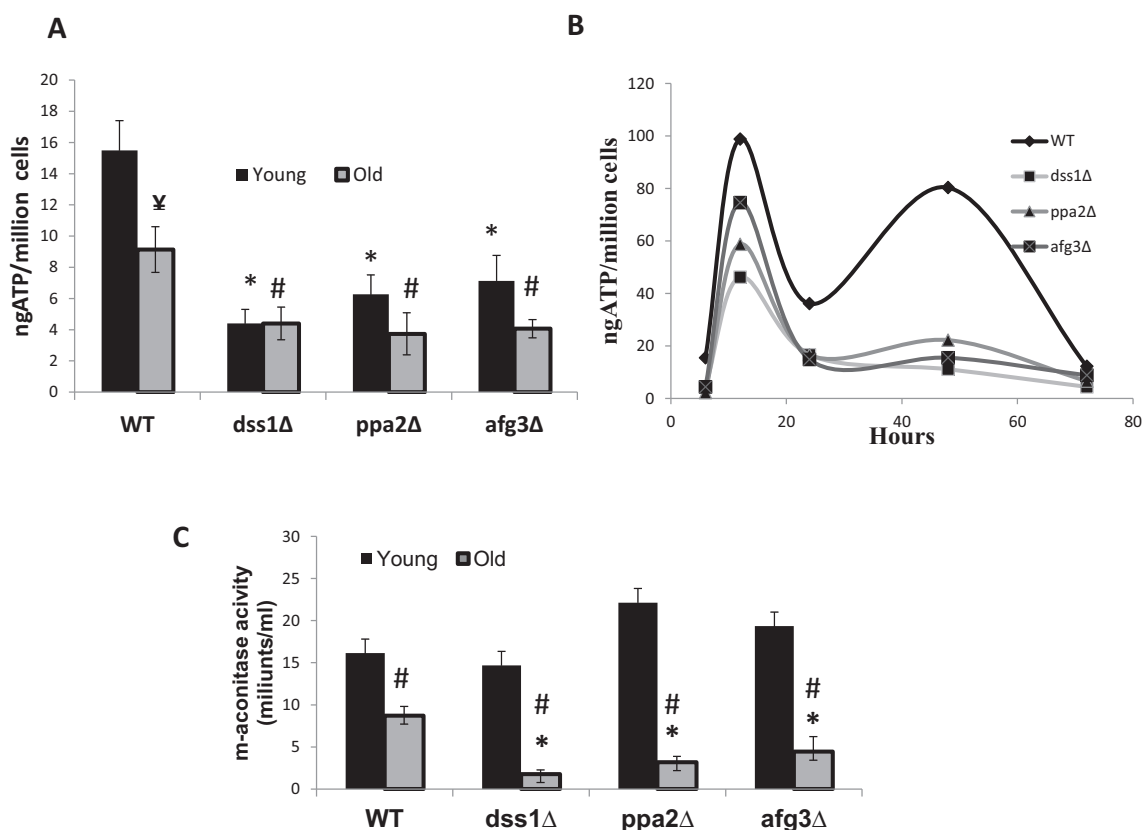 A
ngATP/million cells
20
18
16
14
12
10
8
6
4
2
0
Young Old
¥
* #
* #
* #
WT dss1Δ ppa2Δ afg3Δ
B
ngATP/million cells
120
100
80
60
40
20
0
0 20 40 60 80
Hours
WT
dss1Δ
ppa2Δ
afg3Δ
C
m-aconitase acivity
(miliunts/ml)
30
25
20
15
10
5
0
Young Old
#
#
*
#
*
#
*
WT dss1Δ ppa2Δ afg3Δ